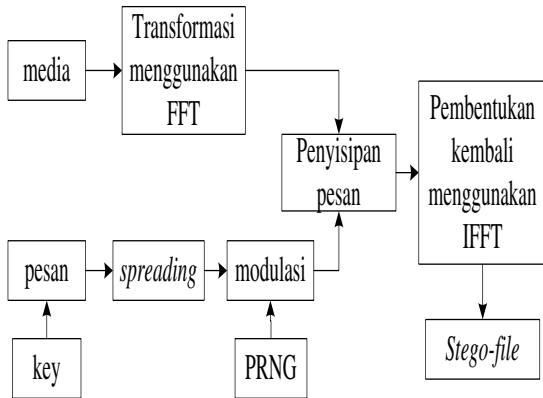 media
Transformasi
menggunakan
FFT
Penyisipan
pesan
Pembentukan
kembali
menggunakan
IFFT
pesan
spreading
modulasi
key
PRNG
Stego-file